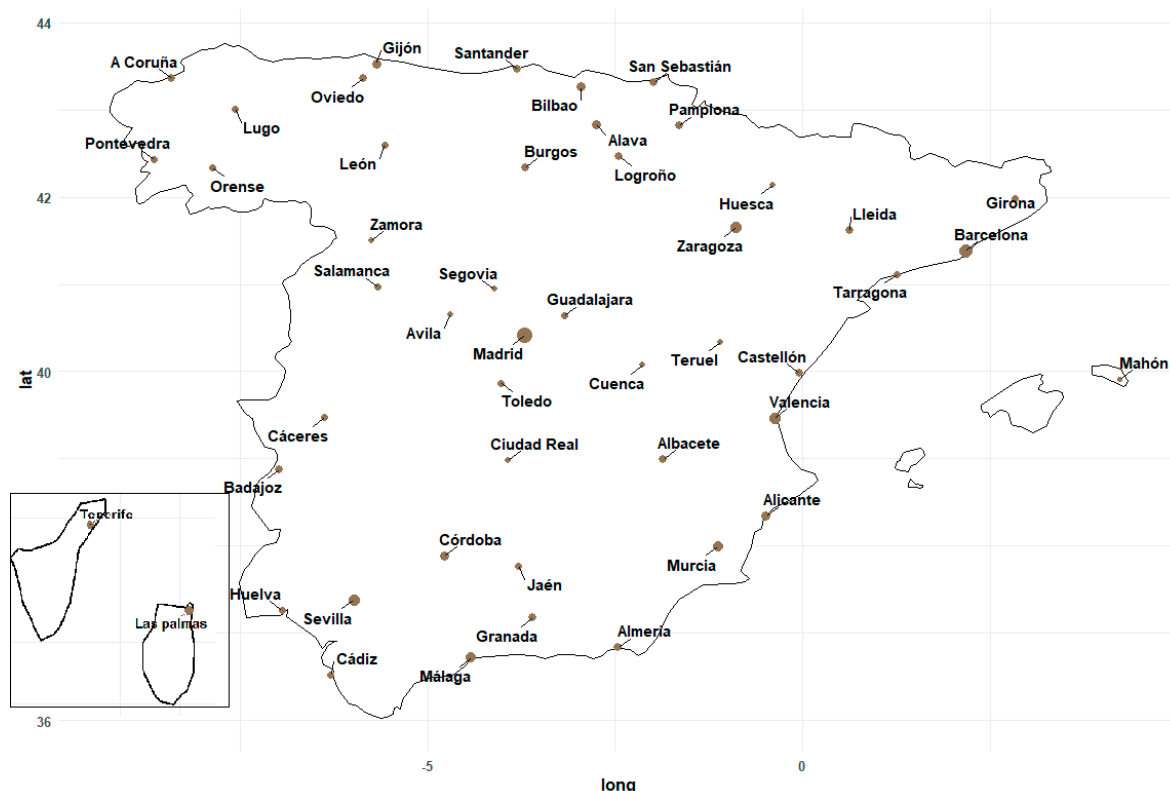 44
Gijón
Santander
A Coruña
San Sebastián
Oviedo
Bilbao
Pamplona
Lugo
Pontevedra
Alava
León
Burgos
Logroño
Orense
42
Huesca
Girona
Lleida
Zamora
Barcelona
Zaragoza
Salamanca
Segovia
Tarragona
Guadalajara
Avila
Madrid
Teruel
Castellón
Mahón
lat
40
Cuenca
Toledo
Valencia
Cáceres
Ciudad Real
Albacete
Badajoz
Alicante
Tenerife
Córdoba
Murcia
Jaén
Huelva
Sevilla
Las palmas
Granada
Almería
Cádiz
Málaga
36
-5
0
long